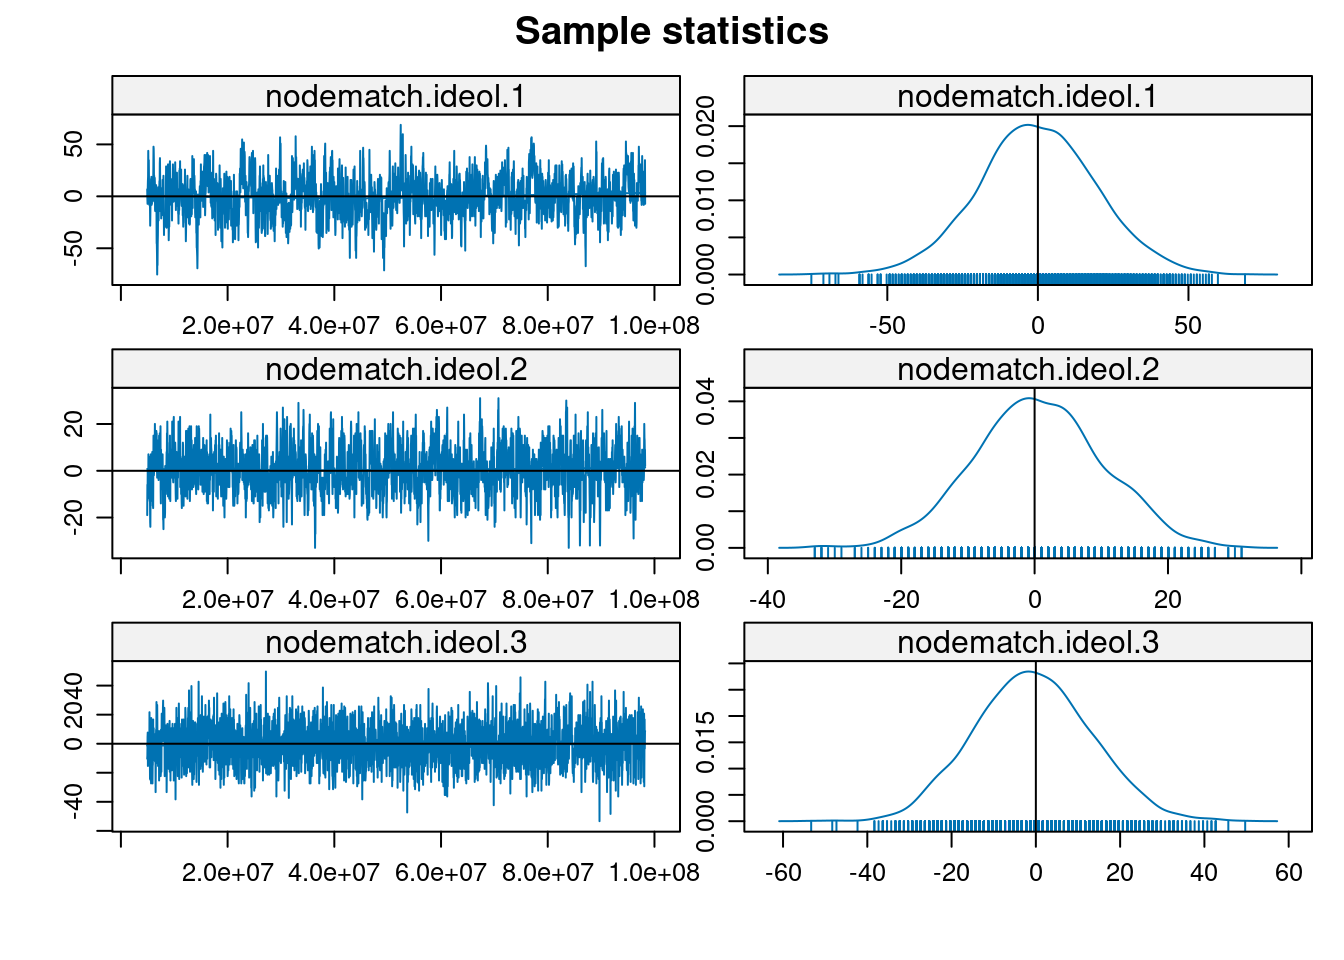 Sample statistics
nodematch.ideol.1
50
0
-50
2.0e+07 4.0e+07 6.0e+07 8.0e+07 1.0e+08
nodematch.ideol.1
0.020
0.010
0.000
-50 0 50
nodematch.ideol.2
20
0
-20
2.0e+07 4.0e+07 6.0e+07 8.0e+07 1.0e+08
nodematch.ideol.2
0.04
0.02
0.00
-40 -20 0 20
nodematch.ideol.3
40
20
0
-40
2.0e+07 4.0e+07 6.0e+07 8.0e+07 1.0e+08
nodematch.ideol.3
0.015
0.000
-60 -40 -20 0 20 40 60